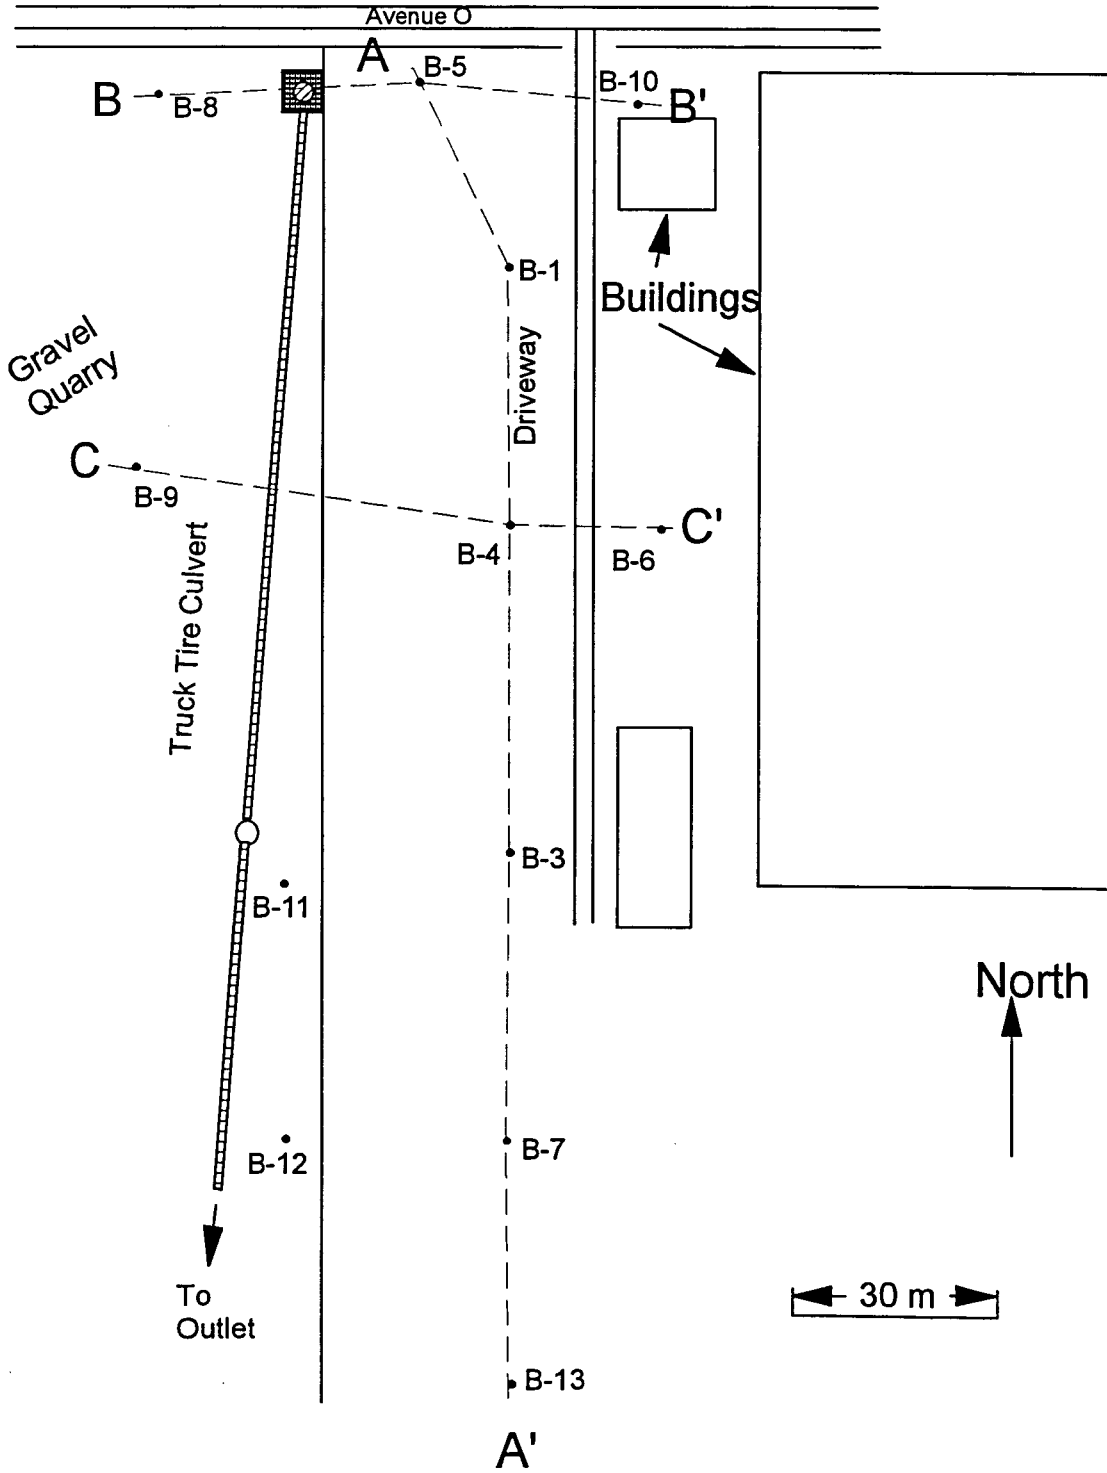 Avenue O
A
B-5
B
B-8
B-10
B'
B-1
Buildings
Gravel
Quarry
Driveway
C
B-9
B-4
B-6
C'
Truck Tire Culvert
B-3
B-11
North
B-7
B-12
To
Outlet
30 m
B-13
A'